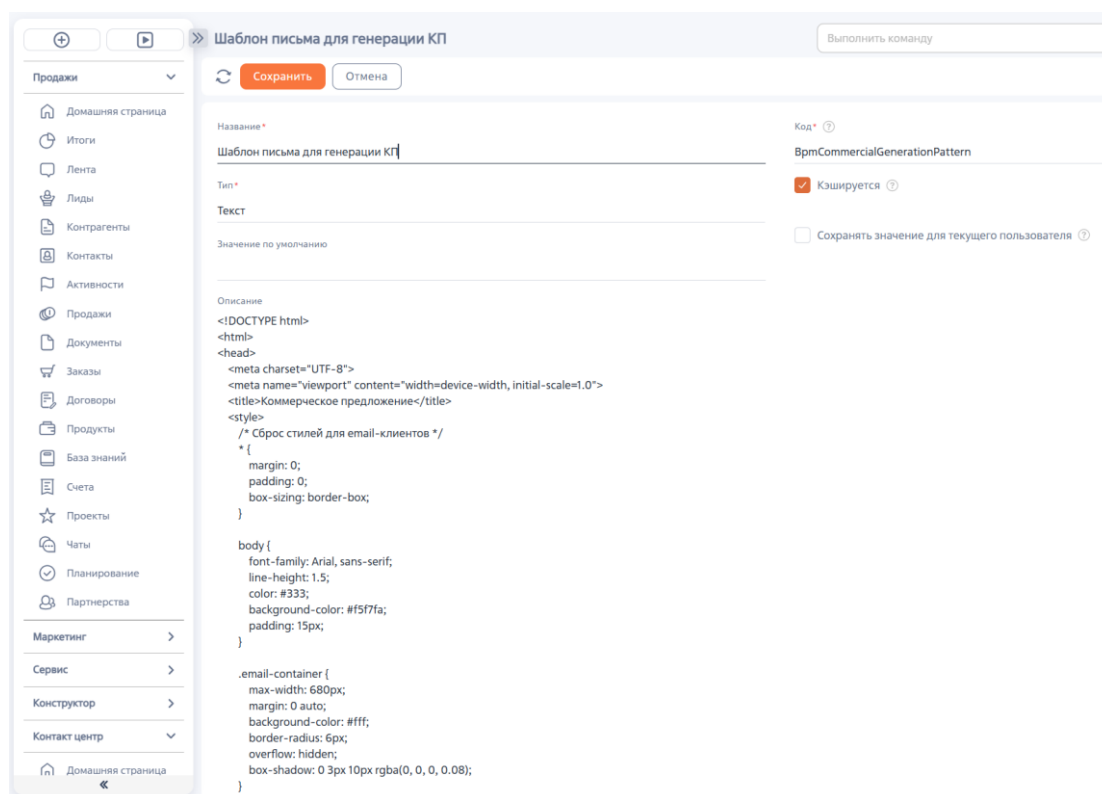 Шаблон письма для генерации КП
Выполнить команду
Продажи
Сохранить
Отмена
Домашняя страница
Итоги
Лента
Лиды
Контрагенты
Контакты
Активности
Продажи
Документы
Заказы
Договоры
Продукты
База знаний
Счета
Проекты
Чаты
Планирование
Партнерства
Маркетинг
Сервис
Конструктор
Контакт центр
Домашняя страница
Название*
Шаблон письма для генерации КП
Код*
BpmCommercialGenerationPattern
Тип*
Текст
Кэшируется
Значение по умолчанию
Сохранять значение для текущего пользователя
Описание
<!DOCTYPE html>
<html>
<head>
<meta charset="UTF-8">
<meta name="viewport" content="width=device-width, initial-scale=1.0">
<title>Коммерческое предложение</title>
<style>
/* Сброс стилей для email-клиентов */
* {
margin: 0;
padding: 0;
box-sizing: border-box;
}
body {
font-family: Arial, sans-serif;
line-height: 1.5;
color: #333;
background-color: #f5f7fa;
padding: 15px;
}
.email-container {
max-width: 680px;
margin: 0 auto;
background-color: #fff;
border-radius: 6px;
overflow: hidden;
box-shadow: 0 3px 10px rgba(0, 0, 0, 0.08);
}